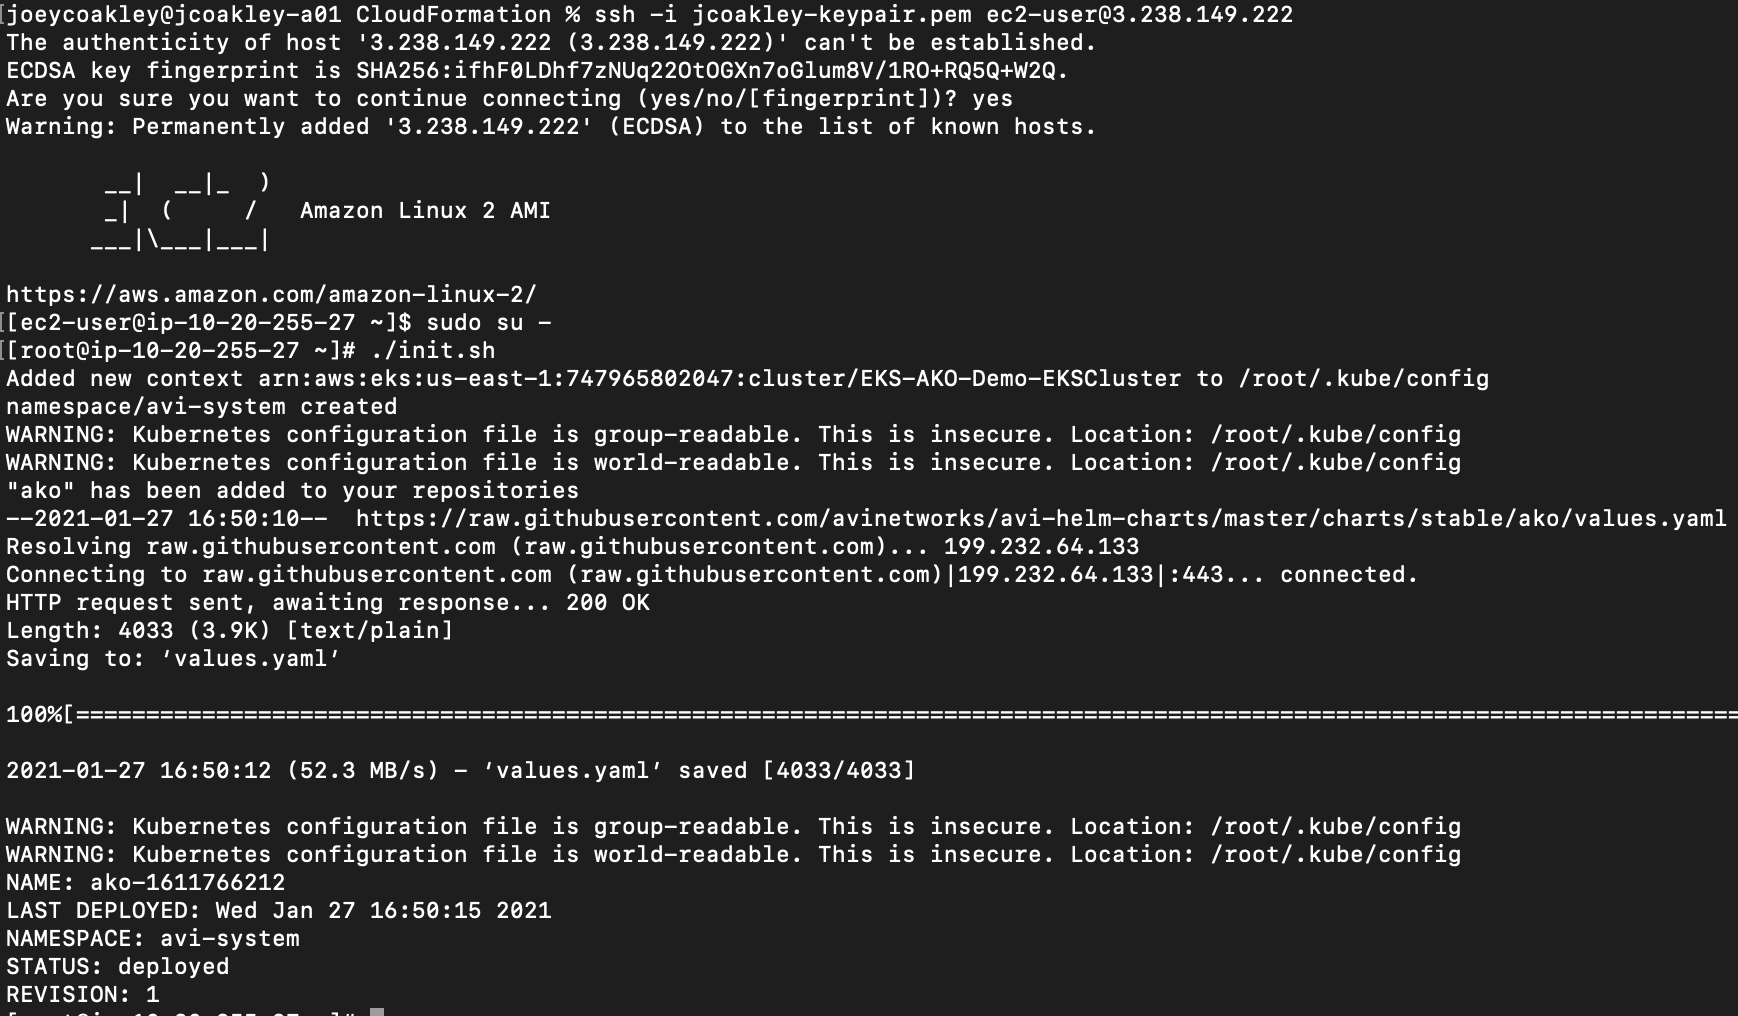 [joeycoakley@jcoakley-a01 CloudFormation % ssh -i jcoakley-keypair.pem ec2-user@3.238.149.222
The authenticity of host '3.238.149.222 (3.238.149.222)' can't be established.
ECDSA key fingerprint is SHA256:ifhF0LDhf7zNUq22OtOGXn7oGlum8V/1RO+RQ5Q+W2Q.
Are you sure you want to continue connecting (yes/no/[fingerprint])? yes
Warning: Permanently added '3.238.149.222' (ECDSA) to the list of known hosts.

       __|  __|_  )
       _|  (     /   Amazon Linux 2 AMI
      ___|\___|___|

https://aws.amazon.com/amazon-linux-2/
[[ec2-user@ip-10-20-255-27 ~]$ sudo su -
[[root@ip-10-20-255-27 ~]# ./init.sh
Added new context arn:aws:eks:us-east-1:747965802047:cluster/EKS-AKO-Demo-EKSCluster to /root/.kube/config
namespace/avi-system created
WARNING: Kubernetes configuration file is group-readable. This is insecure. Location: /root/.kube/config
WARNING: Kubernetes configuration file is world-readable. This is insecure. Location: /root/.kube/config
"ako" has been added to your repositories
--2021-01-27 16:50:10--  https://raw.githubusercontent.com/avinetworks/avi-helm-charts/master/charts/stable/ako/values.yaml
Resolving raw.githubusercontent.com (raw.githubusercontent.com)... 199.232.64.133
Connecting to raw.githubusercontent.com (raw.githubusercontent.com)|199.232.64.133|:443... connected.
HTTP request sent, awaiting response... 200 OK
Length: 4033 (3.9K) [text/plain]
Saving to: ‘values.yaml’

100%[======================================================================================================================

2021-01-27 16:50:12 (52.3 MB/s) - ‘values.yaml’ saved [4033/4033]

WARNING: Kubernetes configuration file is group-readable. This is insecure. Location: /root/.kube/config
WARNING: Kubernetes configuration file is world-readable. This is insecure. Location: /root/.kube/config
NAME: ako-1611766212
LAST DEPLOYED: Wed Jan 27 16:50:15 2021
NAMESPACE: avi-system
STATUS: deployed
REVISION: 1